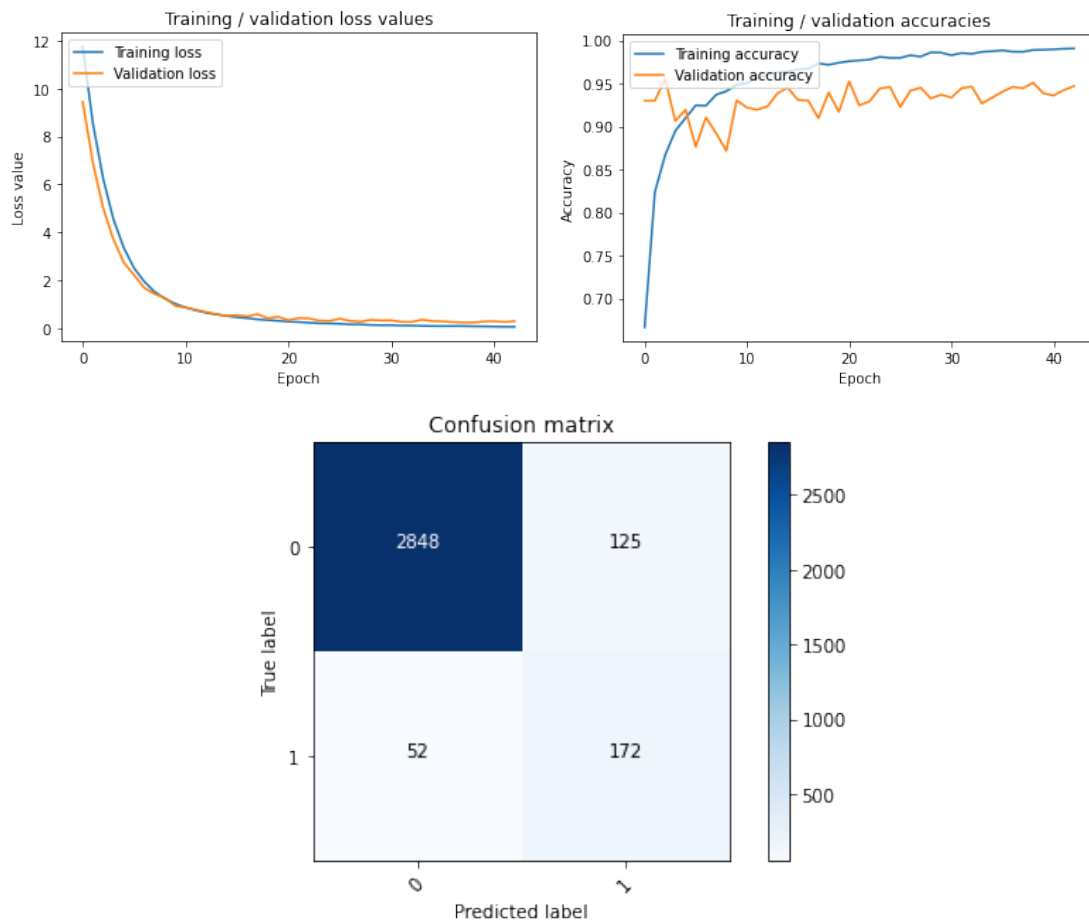 Training / validation loss values
12
10
8
6
4
2
0
Loss value
Training loss
Validation loss
0
10
20
30
40
Epoch
Training / validation accuracies
1.00
0.95
0.90
0.85
0.80
0.75
0.70
Accuracy
Training accuracy
Validation accuracy
0
10
20
30
40
Epoch
Confusion matrix
True label
0
2848
125
1
52
172
0
1
Predicted label
2500
2000
1500
1000
500